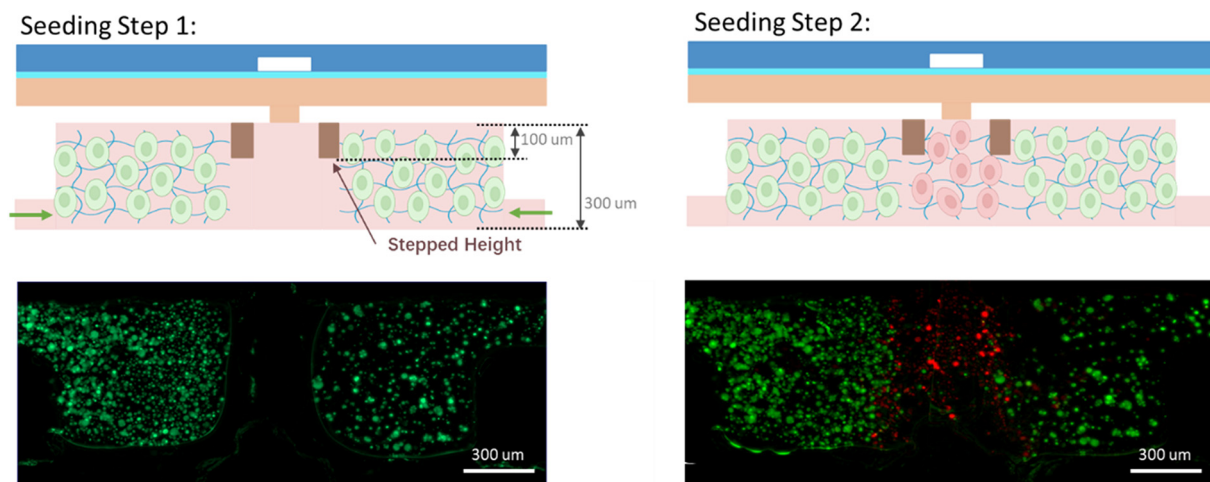 Seeding Step 1:
Seeding Step 2:
100 um
300 um
Stepped Height
300 um
300 um